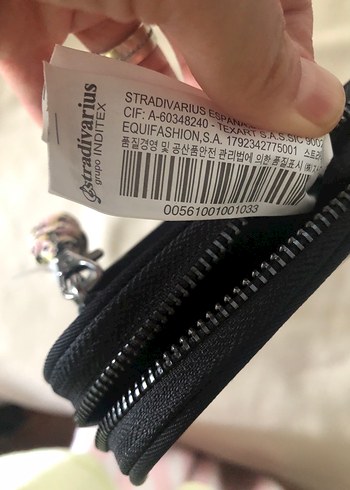 stradivarius
grupo INDITEX
STRADIVARIUS ESPAÑA
CIF: A-60348240 - TEXART S.A.S,SIC
EQUIFASHION,S.A. 1792342775001
품질경영 및 공산품안전 관리법에 의한 품질표시
00561001001033